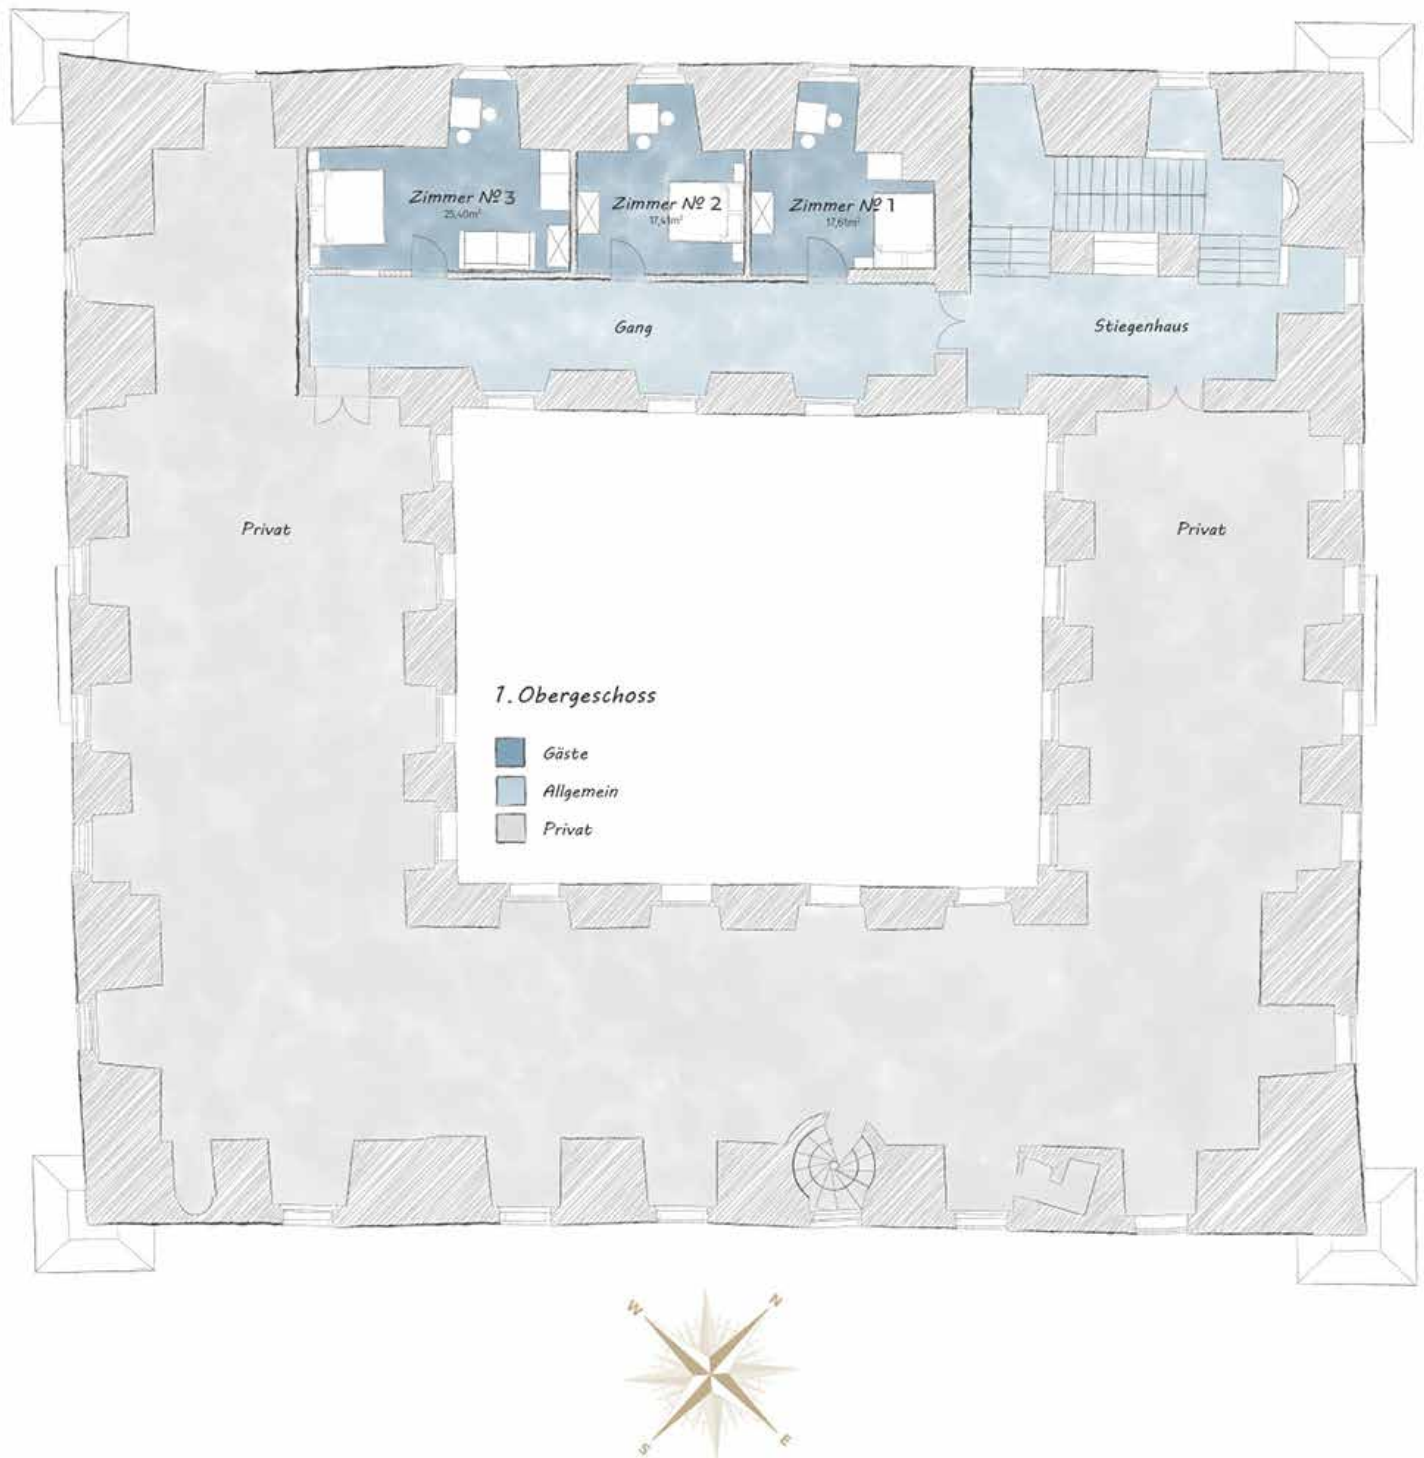 Zimmer № 3
25,40m²
Zimmer № 2
17,41m²
Zimmer № 1
17,61m²
Gang
Stiegenhaus
Privat
Privat
1. Obergeschoss
Gäste
Allgemein
Privat
W
N
S
E